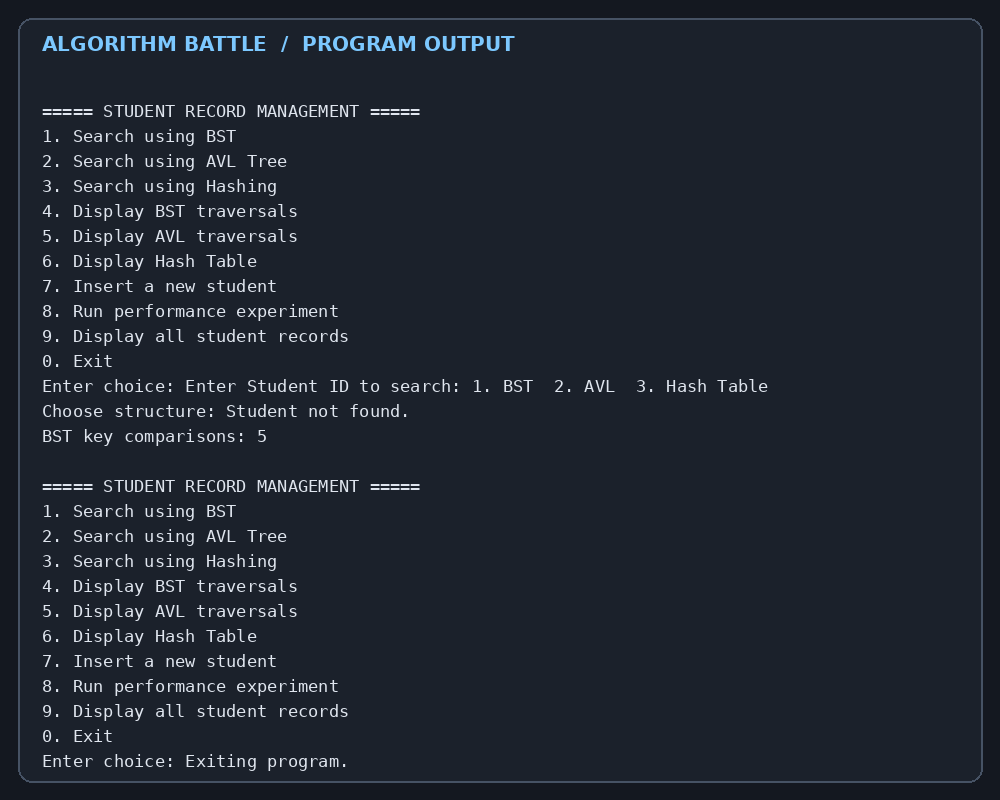 ALGORITHM BATTLE / PROGRAM OUTPUT
===== STUDENT RECORD MANAGEMENT =====
1. Search using BST
2. Search using AVL Tree
3. Search using Hashing
4. Display BST traversals
5. Display AVL traversals
6. Display Hash Table
7. Insert a new student
8. Run performance experiment
9. Display all student records
0. Exit
Enter choice: Enter Student ID to search: 1. BST  2. AVL  3. Hash Table
Choose structure: Student not found.
BST key comparisons: 5
===== STUDENT RECORD MANAGEMENT =====
1. Search using BST
2. Search using AVL Tree
3. Search using Hashing
4. Display BST traversals
5. Display AVL traversals
6. Display Hash Table
7. Insert a new student
8. Run performance experiment
9. Display all student records
0. Exit
Enter choice: Exiting program.